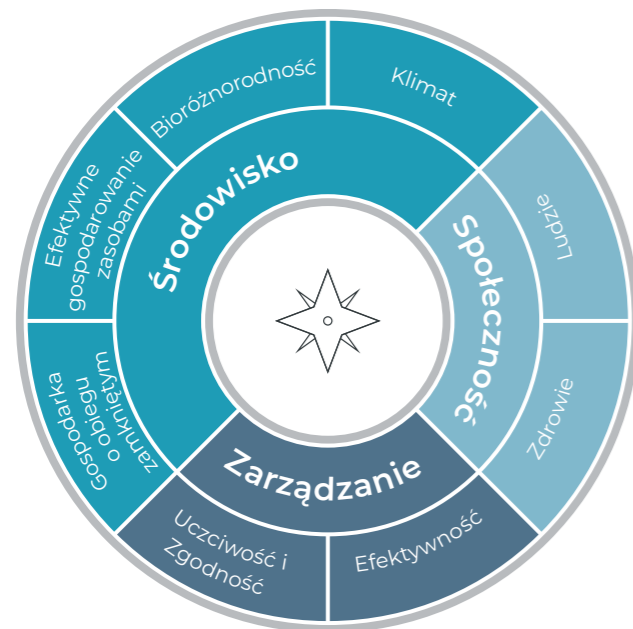 Środowisko
Klimat
Bioróżnorodność
Efektywne
gospodarowanie
zasobami
Gospodarka
o obiegu
zamkniętym
Społeczność
Ludzie
Zdrowie
Zarządzanie
Efektywność
Uczciwość i
Zgodność